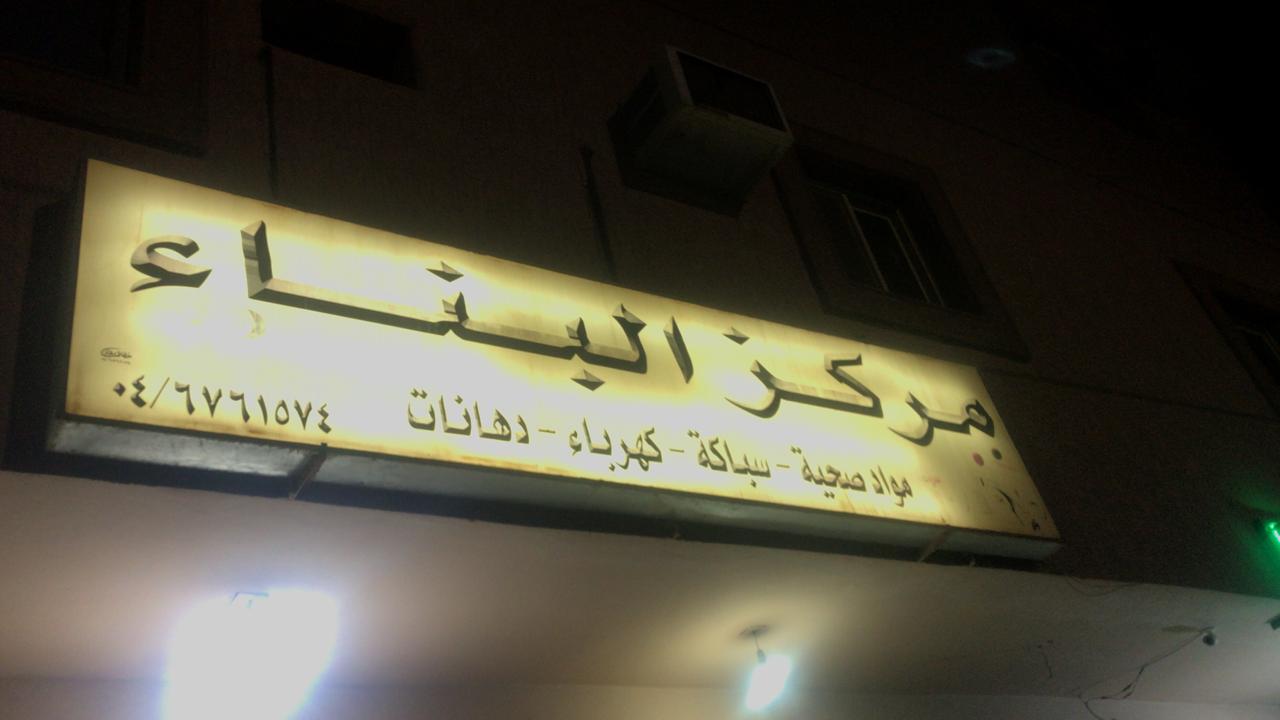 مركز البناء
مواد صحية - سباكة - كهرباء - دهانات
٠٤/٦٧٦١٥٧٤